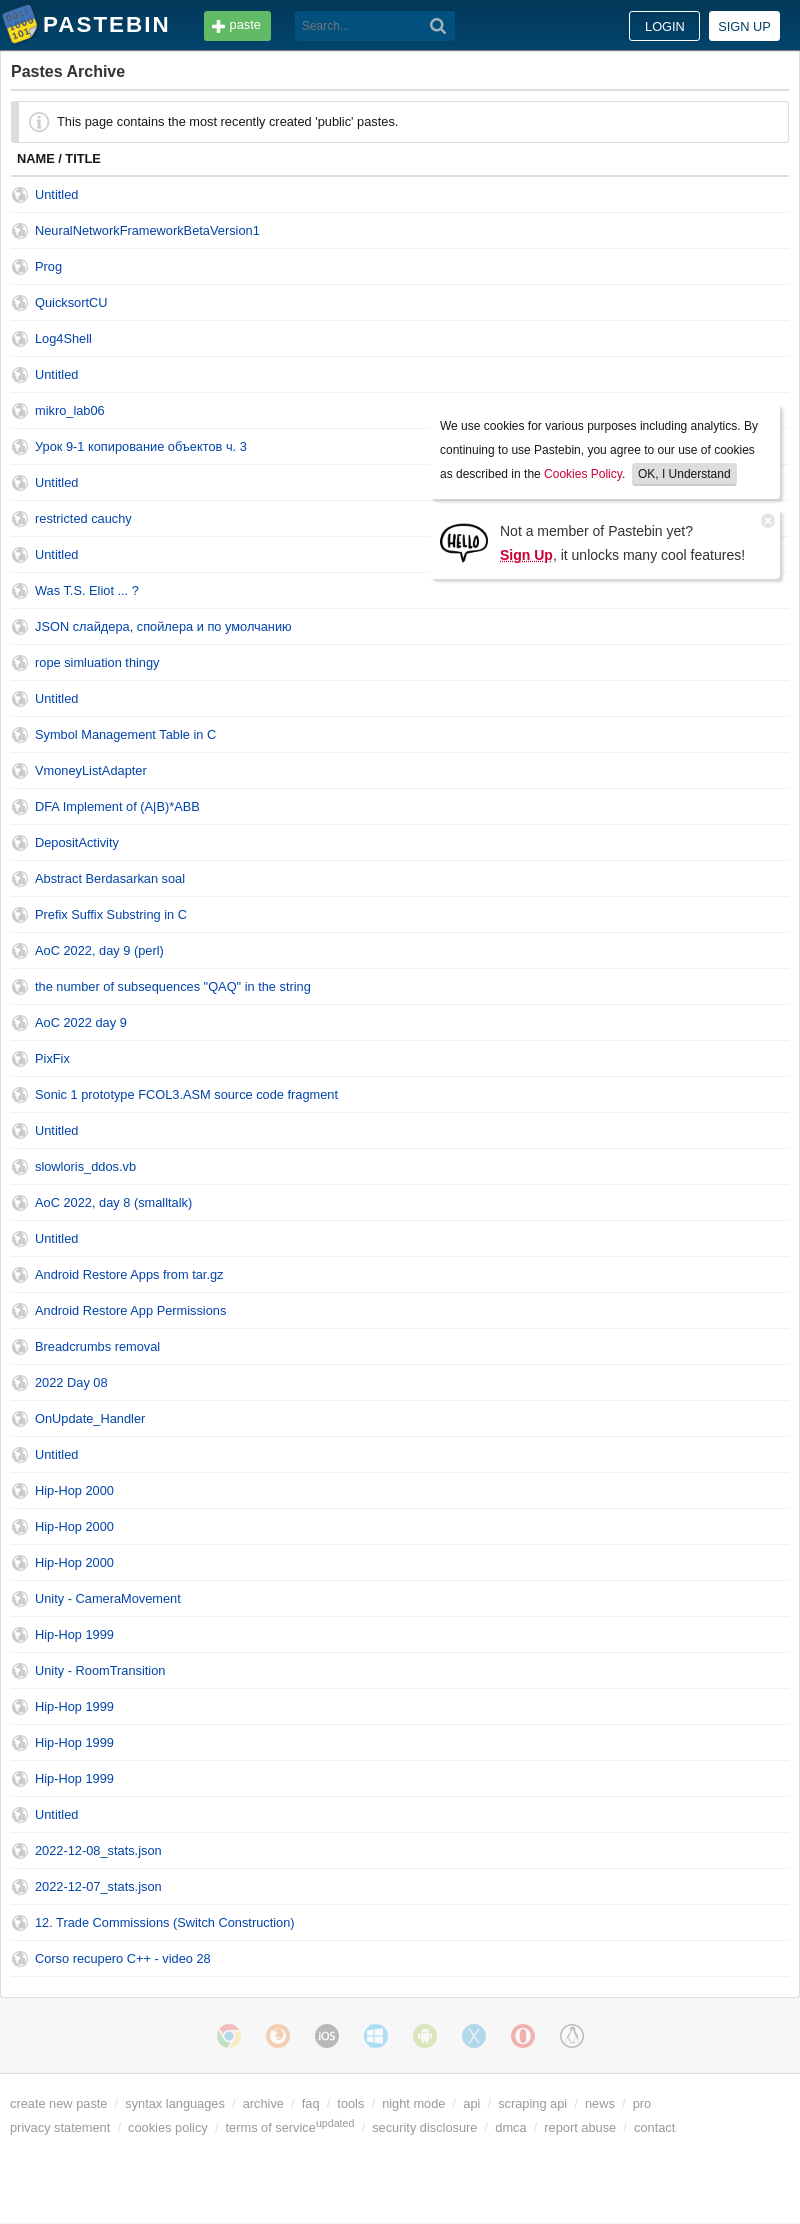 PASTEBIN paste Search... LOGIN SIGN UP
Pastes Archive
This page contains the most recently created 'public' pastes.
NAME / TITLE
Untitled
NeuralNetworkFrameworkBetaVersion1
Prog
QuicksortCU
Log4Shell
Untitled
mikro_lab06
Урок 9-1 копирование объектов ч. 3
Untitled
restricted cauchy
Untitled
Was T.S. Eliot ... ?
JSON слайдера, спойлера и по умолчанию
rope simluation thingy
Untitled
Symbol Management Table in C
VmoneyListAdapter
DFA Implement of (A|B)*ABB
DepositActivity
Abstract Berdasarkan soal
Prefix Suffix Substring in C
AoC 2022, day 9 (perl)
the number of subsequences "QAQ" in the string
AoC 2022 day 9
PixFix
Sonic 1 prototype FCOL3.ASM source code fragment
Untitled
slowloris_ddos.vb
AoC 2022, day 8 (smalltalk)
Untitled
Android Restore Apps from tar.gz
Android Restore App Permissions
Breadcrumbs removal
2022 Day 08
OnUpdate_Handler
Untitled
Hip-Hop 2000
Hip-Hop 2000
Hip-Hop 2000
Unity - CameraMovement
Hip-Hop 1999
Unity - RoomTransition
Hip-Hop 1999
Hip-Hop 1999
Hip-Hop 1999
Untitled
2022-12-08_stats.json
2022-12-07_stats.json
12. Trade Commissions (Switch Construction)
Corso recupero C++ - video 28
We use cookies for various purposes including analytics. By
continuing to use Pastebin, you agree to our use of cookies
as described in the Cookies Policy. OK, I Understand
HELLO
Not a member of Pastebin yet?
Sign Up, it unlocks many cool features!
iOS
create new paste / syntax languages / archive / faq / tools / night mode / api / scraping api / news / pro
privacy statement / cookies policy / terms of service updated / security disclosure / dmca / report abuse / contact